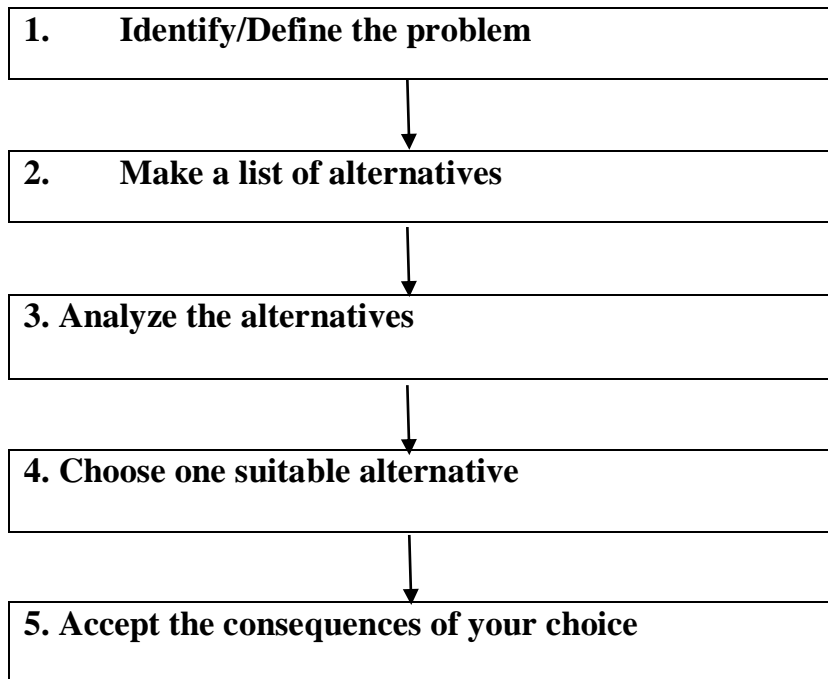 1. Identify/Define the problem
2. Make a list of alternatives
3. Analyze the alternatives
4. Choose one suitable alternative
5. Accept the consequences of your choice